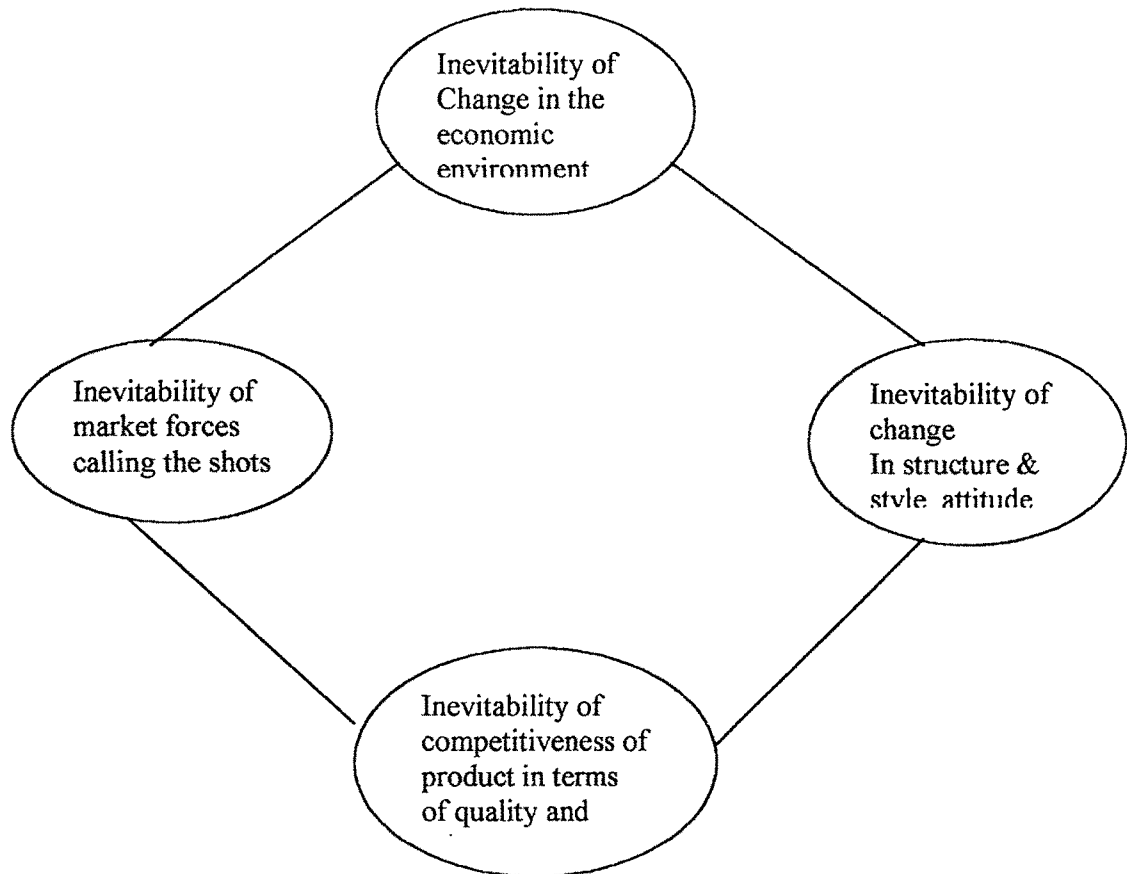 Inevitability of
Change in the
economic
environment
Inevitability of
market forces
calling the shots
Inevitability of
change
In structure &
style attitude
Inevitability of
competitiveness of
product in terms
of quality and